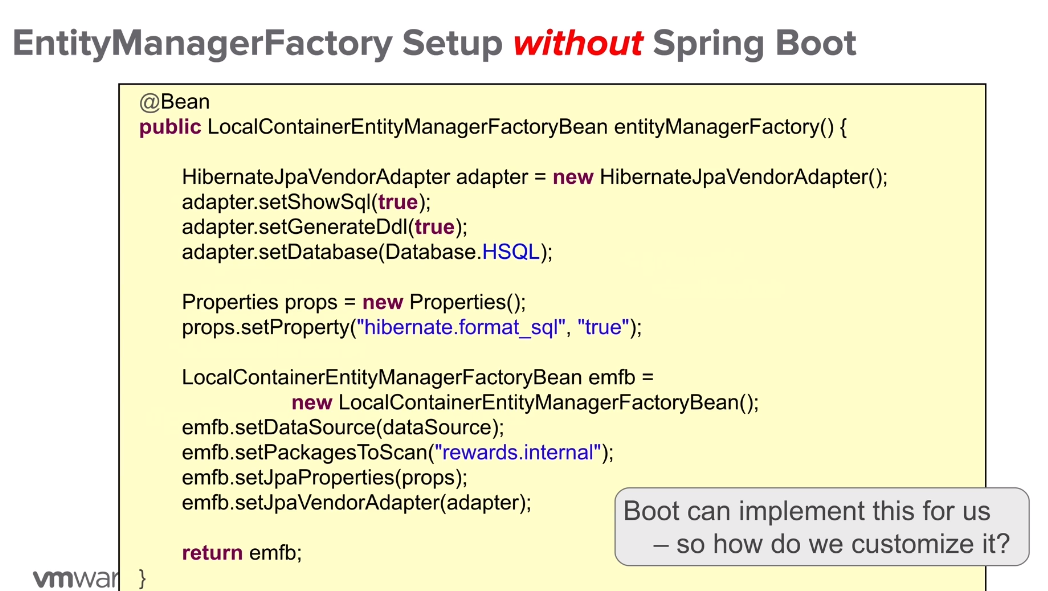 EntityManagerFactory Setup without Spring Boot
@Bean
public LocalContainerEntityManagerFactoryBean entityManagerFactory() {
HibernateJpaVendorAdapter adapter = new HibernateJpaVendorAdapter();
adapter.setShowSql(true);
adapter.setGenerateDdl(true);
adapter.setDatabase(Database.HSQL);
Properties props = new Properties();
props.setProperty("hibernate.format_sql", "true");
LocalContainerEntityManagerFactoryBean emfb =
new LocalContainerEntityManagerFactoryBean();
emfb.setDataSource(dataSource);
emfb.setPackagesToScan("rewards.internal");
emfb.setJpaProperties(props);
emfb.setJpaVendorAdapter(adapter);
return emfb;
}
Boot can implement this for us
– so how do we customize it?
vmwar